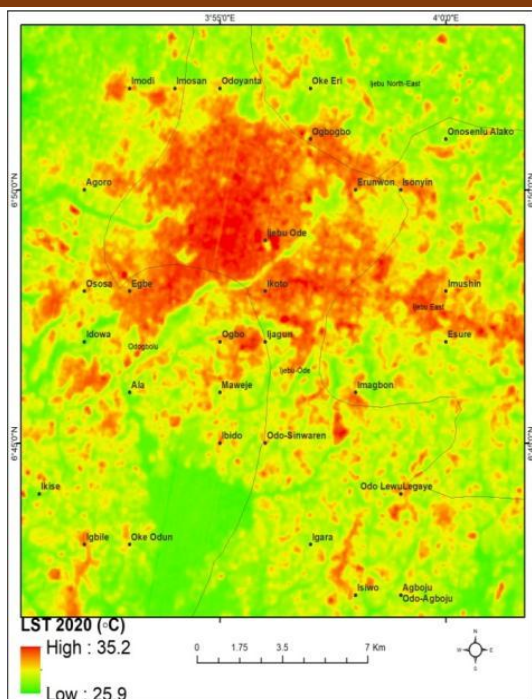 3°55'0"E 4°0'0"E
Imodi Imosan Odoyanta Oke Eri Ijebu North-East
Ogbogbo Onosenlu Alako
6°50'0"N
Agoro Erunwon Isonyin
Ijebu Ode
Ososa Egbe Ikoto Imushin
Ijebu East
Idowa Ogbo Ijagun Esure
Odogbolu
Ijebu-Ode
Ala Maweje Imagbon
6°45'0"N
Ibido Odo-Sinwaren
Ikise Odo LewuLegaye
Igbile Oke Odun Igara
Isiwo Agboju
Odo-Agboju
LST 2020 (°C)
High : 35.2
Low : 25.9
0 1.75 3.5 7 Km
N
W E
S